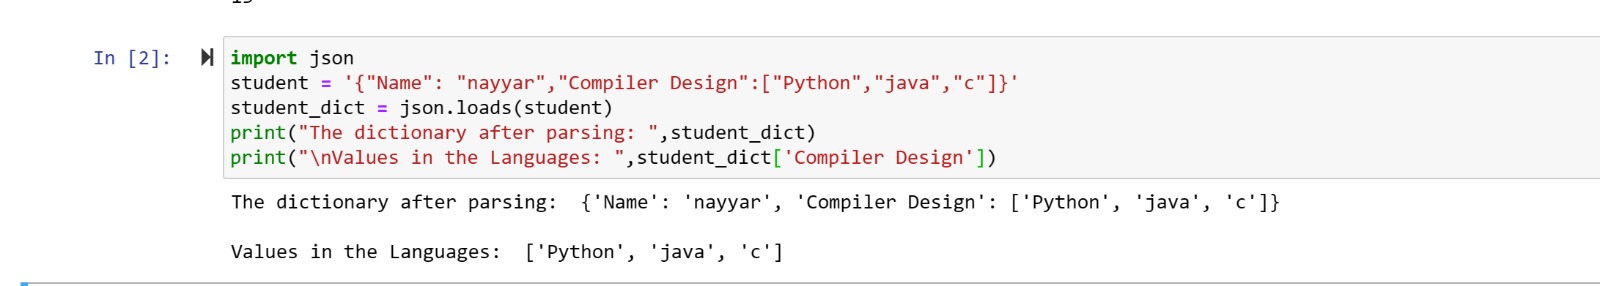 In [2]:
import json
student = '{"Name": "nayyar","Compiler Design":["Python","java","c"]}'
student_dict = json.loads(student)
print("The dictionary after parsing: ",student_dict)
print("\nValues in the Languages: ",student_dict['Compiler Design'])
The dictionary after parsing:  {'Name': 'nayyar', 'Compiler Design': ['Python', 'java', 'c']}
Values in the Languages:  ['Python', 'java', 'c']